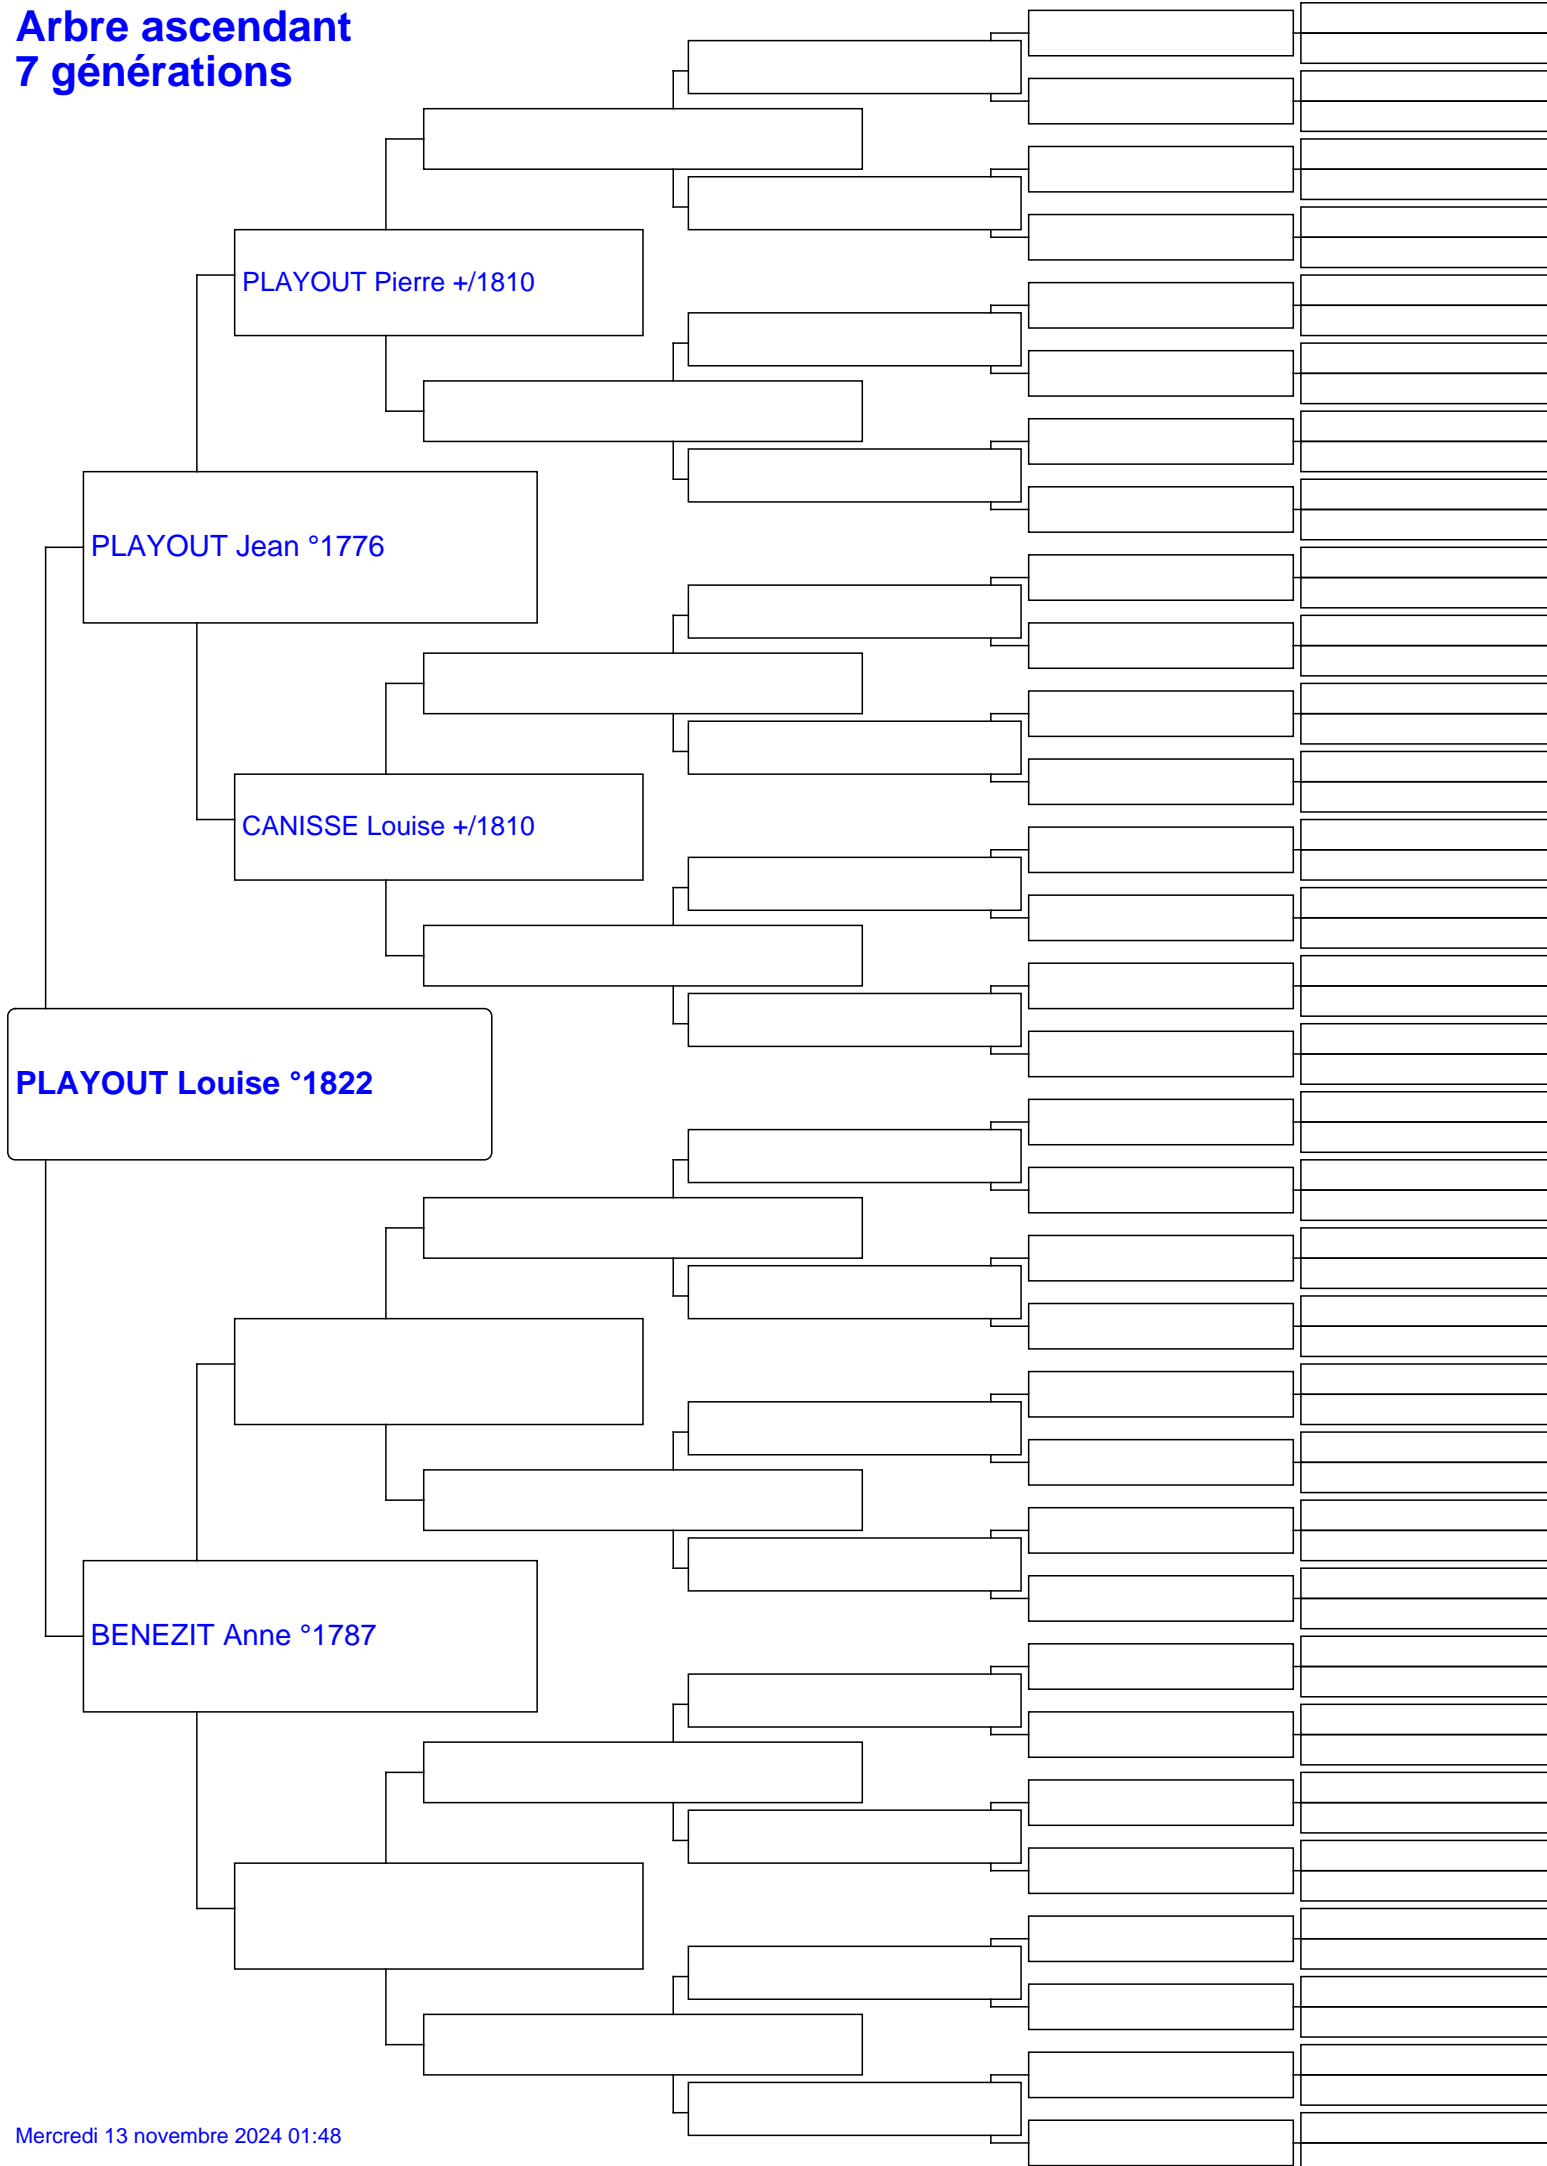 Arbre ascendant
7 générations
PLAYOUT Pierre +/1810
PLAYOUT Jean °1776
CANISSE Louise +/1810
PLAYOUT Louise °1822
BENEZIT Anne °1787
Mercredi 13 novembre 2024 01:48